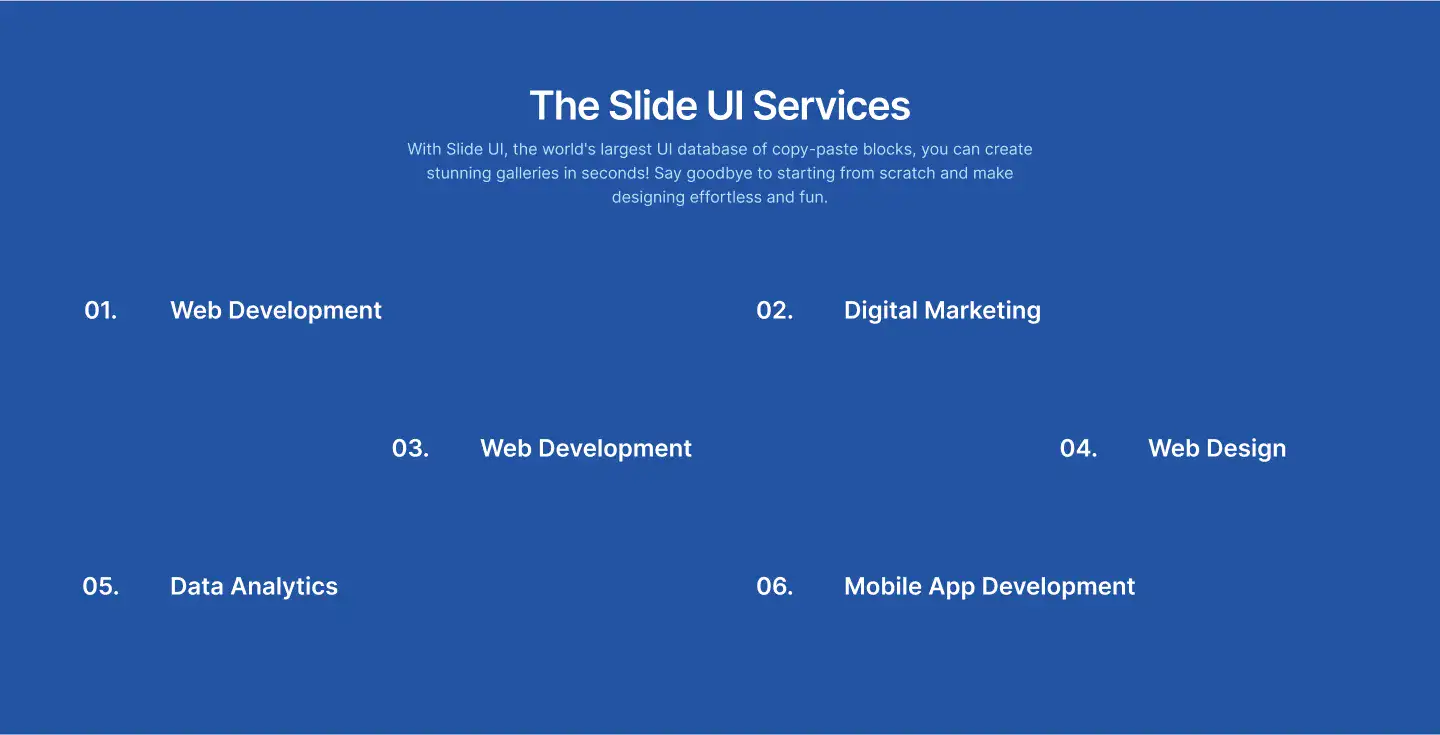 The Slide UI Services
With Slide UI, the world's largest UI database of copy-paste blocks, you can create
stunning galleries in seconds! Say goodbye to starting from scratch and make
designing effortless and fun.
01. Web Development
02. Digital Marketing
03. Web Development
04. Web Design
05. Data Analytics
06. Mobile App Development